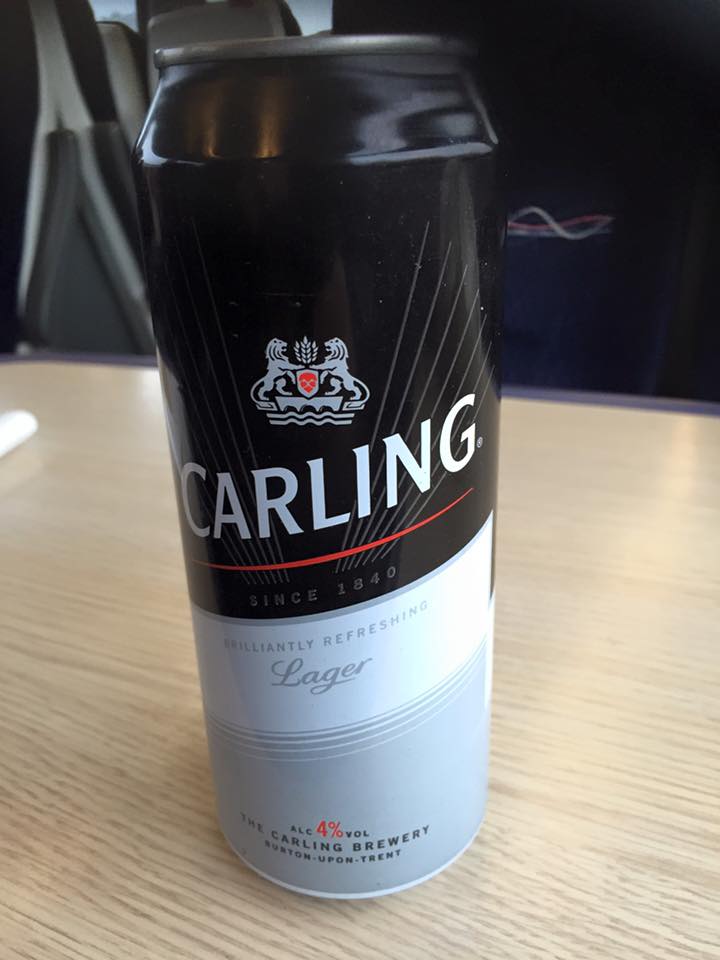 CARLING®
SINCE 1840
BRILLIANTLY REFRESHING
Lager
ALC 4% VOL
THE CARLING BREWERY
BURTON-UPON-TRENT